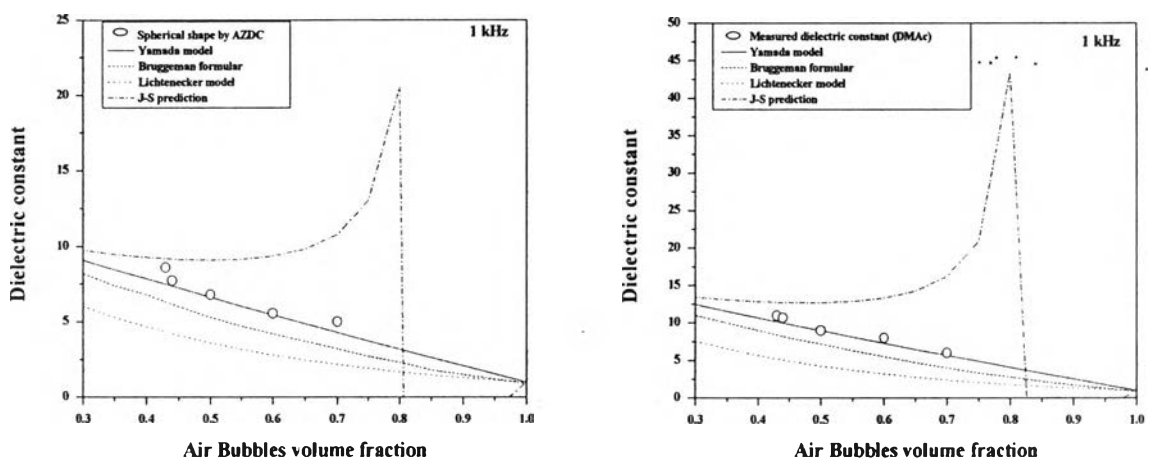 25
20
15
10
5
0
Dielectric constant
1 kHz
Spherical shape by AZDC
Yamada model
Bruggeman formular
Lichtenecker model
J-S prediction
0.3 0.4 0.5 0.6 0.7 0.8 0.9 1.0
Air Bubbles volume fraction
50
45
40
35
30
25
20
15
10
5
0
Dielectric constant
1 kHz
Measured dielectric constant (DMAc)
Yamada model
Bruggeman formular
Lichtenecker model
J-S prediction
0.3 0.4 0.5 0.6 0.7 0.8 0.9 1.0
Air Bubbles volume fraction